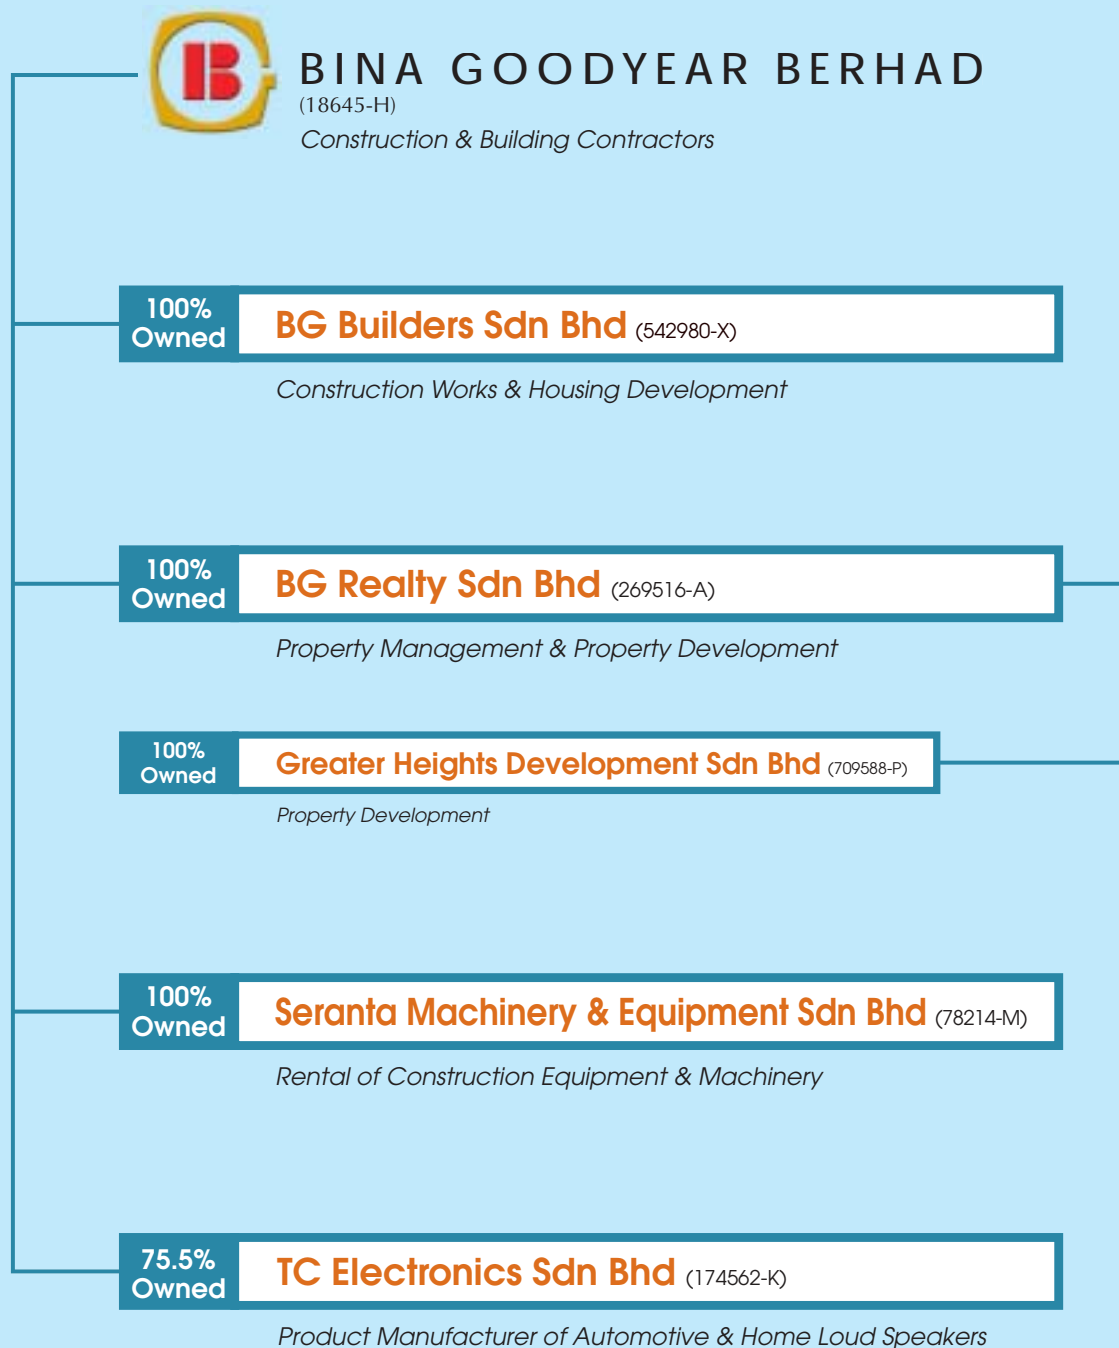 BINA GOODYEAR BERHAD
(18645-H)
Construction & Building Contractors
100%
Owned
BG Builders Sdn Bhd (542980-X)
Construction Works & Housing Development
100%
Owned
BG Realty Sdn Bhd (269516-A)
Property Management & Property Development
100%
Owned
Greater Heights Development Sdn Bhd (709588-P)
Property Development
100%
Owned
Seranta Machinery & Equipment Sdn Bhd (78214-M)
Rental of Construction Equipment & Machinery
75.5%
Owned
TC Electronics Sdn Bhd (174562-K)
Product Manufacturer of Automotive & Home Loud Speakers